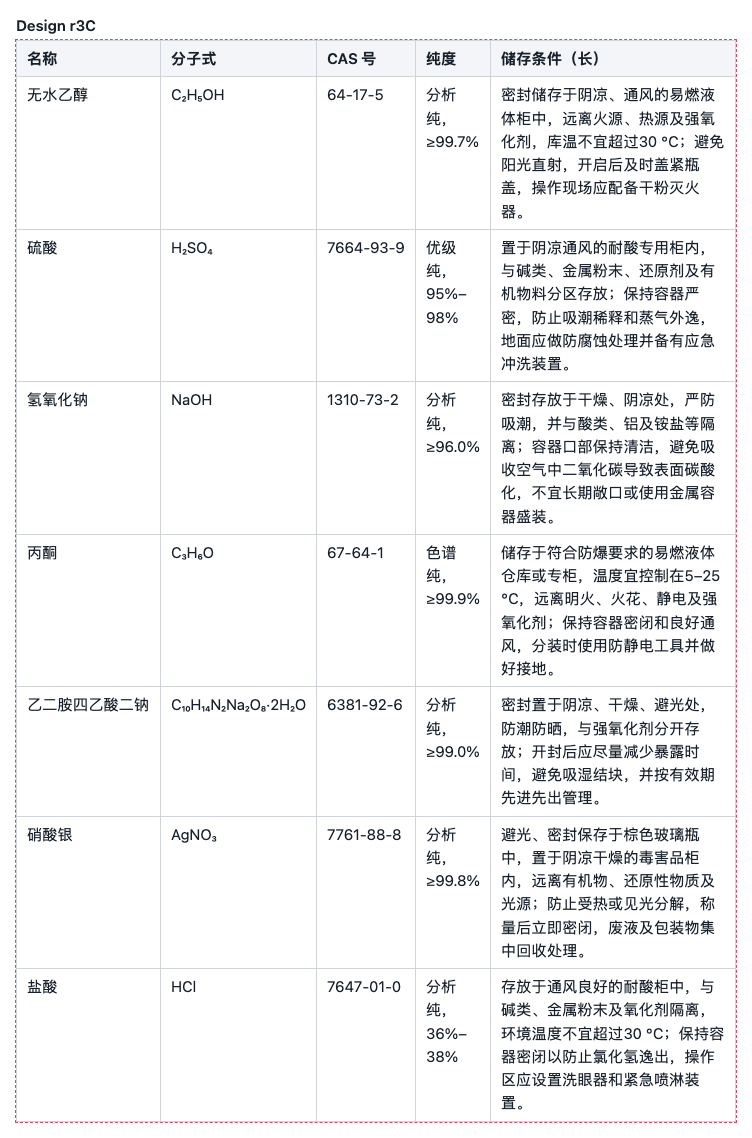 Design r3C
名称 分子式 CAS 号 纯度 储存条件（长）
无水乙醇 C₂H₅OH 64-17-5 分析纯，≥99.7% 密封储存于阴凉、通风的易燃液
体柜中，远离火源、热源及强氧
化剂，库温不宜超过30 °C；避免
阳光直射，开启后及时盖紧瓶
盖，操作现场应配备干粉灭火
器。
硫酸 H₂SO₄ 7664-93-9 优级纯，95%–98% 置于阴凉通风的耐酸专用柜内，
与碱类、金属粉末、还原剂及有
机物料分区存放；保持容器严
密，防止吸潮稀释和蒸气外逸，
地面应做防腐蚀处理并备有应急
冲洗装置。
氢氧化钠 NaOH 1310-73-2 分析纯，≥96.0% 密封存放于干燥、阴凉处，严防
吸潮，并与酸类、铝及铵盐等隔
离；容器口部保持清洁，避免吸
收空气中二氧化碳导致表面碳酸
化，不宜长期敞口或使用金属容
器盛装。
丙酮 C₃H₆O 67-64-1 色谱纯，≥99.9% 储存于符合防爆要求的易燃液体
仓库或专柜，温度宜控制在5–25
°C，远离明火、火花、静电及强
氧化剂；保持容器密闭和良好通
风，分装时使用防静电工具并做
好接地。
乙二胺四乙酸二钠 C₁₀H₁₄N₂Na₂O₈·2H₂O 6381-92-6 分析纯，≥99.0% 密封置于阴凉、干燥、避光处，
防潮防晒，与强氧化剂分开存
放；开封后应尽量减少暴露时
间，避免吸湿结块，并按有效期
先进先出管理。
硝酸银 AgNO₃ 7761-88-8 分析纯，≥99.8% 避光、密封保存于棕色玻璃瓶
中，置于阴凉干燥的毒害品柜
内，远离有机物、还原性物质及
光源；防止受热或见光分解，称
量后立即密闭，废液及包装物集
中回收处理。
盐酸 HCl 7647-01-0 分析纯，36%–38% 存放于通风良好的耐酸柜中，与
碱类、金属粉末及氧化剂隔离，
环境温度不宜超过30 °C；保持容
器密闭以防止氯化氢逸出，操作
区应设置洗眼器和紧急喷淋装
置。